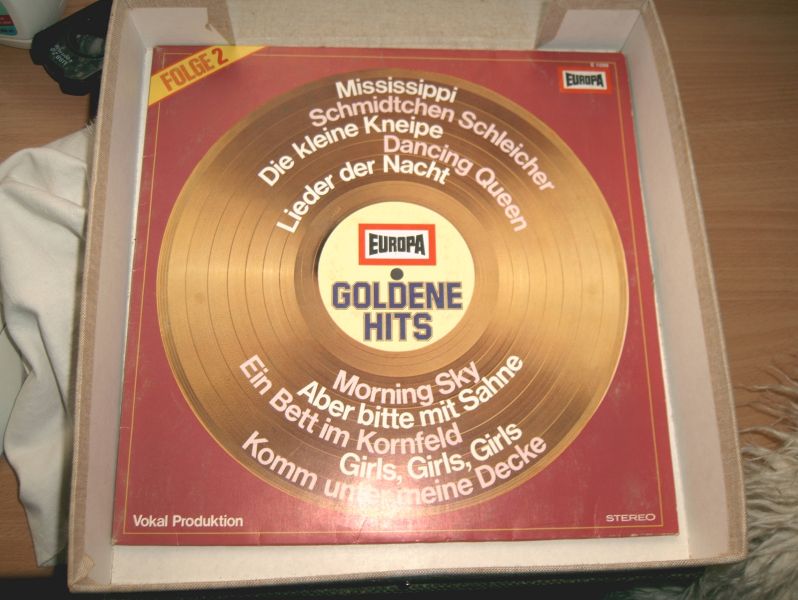 FOLGE 2
EUROPA
Mississippi
Schmidtchen Schleicher
Die kleine Kneipe
Dancing Queen
Lieder der Nacht
EUROPA
GOLDENE
HITS
Morning Sky
Aber bitte mit Sahne
Ein Bett im Kornfeld
Girls, Girls, Girls
Komm unter meine Decke
Vokal Produktion
STEREO